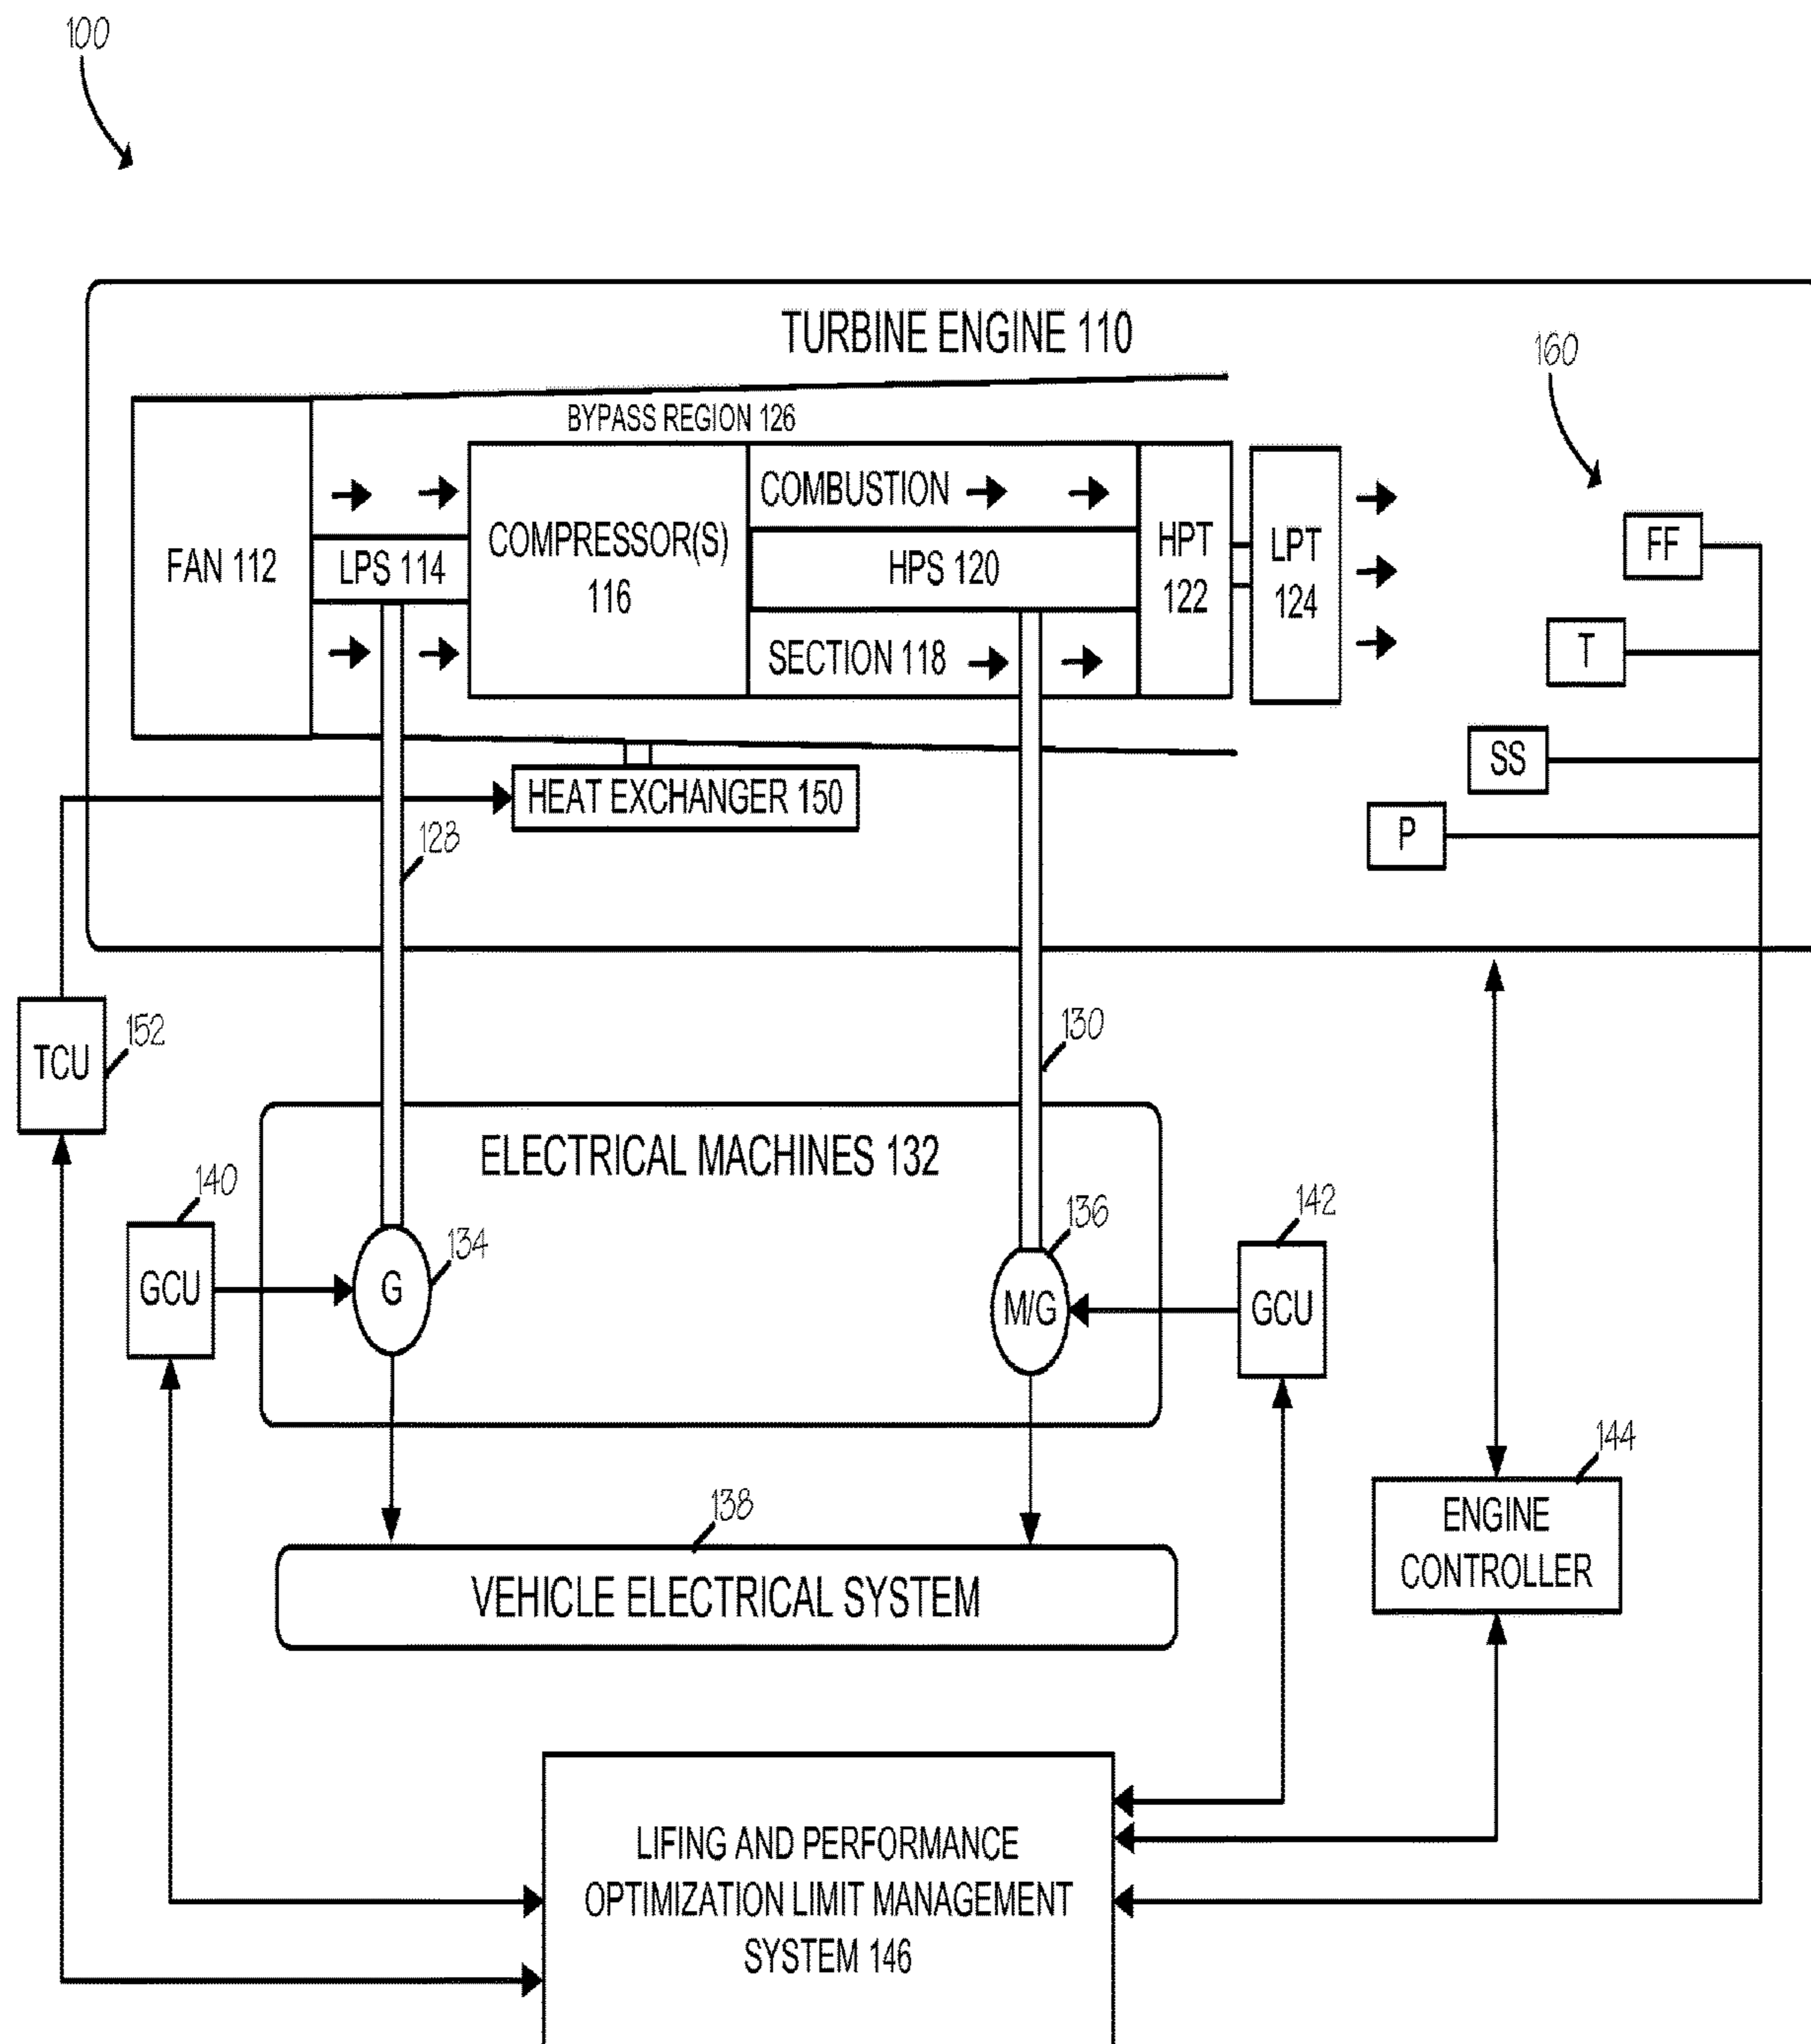 100
TURBINE ENGINE 110
160
BYPASS REGION 126
FAN 112
LPS 114
COMPRESSOR(S)
116
COMBUSTION
HPS 120
SECTION 118
HPT
122
LPT
124
FF
T
SS
P
HEAT EXCHANGER 150
128
130
TCU
152
ELECTRICAL MACHINES 132
140
GCU
G
134
M/G
136
142
GCU
144
ENGINE
CONTROLLER
138
VEHICLE ELECTRICAL SYSTEM
LIFING AND PERFORMANCE
OPTIMIZATION LIMIT MANAGEMENT
SYSTEM 146